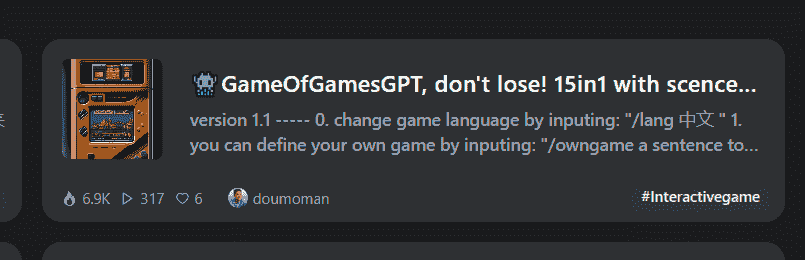 👾GameOfGamesGPT, don't lose! 15in1 with scence...
version 1.1 ----- 0. change game language by inputing: "/lang 中文 " 1.
you can define your own game by inputing: "/owngame a sentence to...
6.9K 317 6 doumoman #Interactivegame